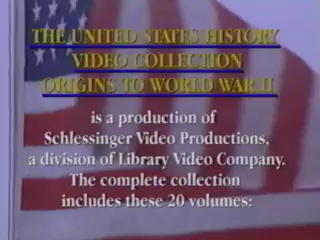 THE UNITED STATES HISTORY
VIDEO COLLECTION
ORIGINS TO WORLD WAR II
is a production of
Schlessinger Video Productions,
a division of Library Video Company.
The complete collection
includes these 20 volumes: